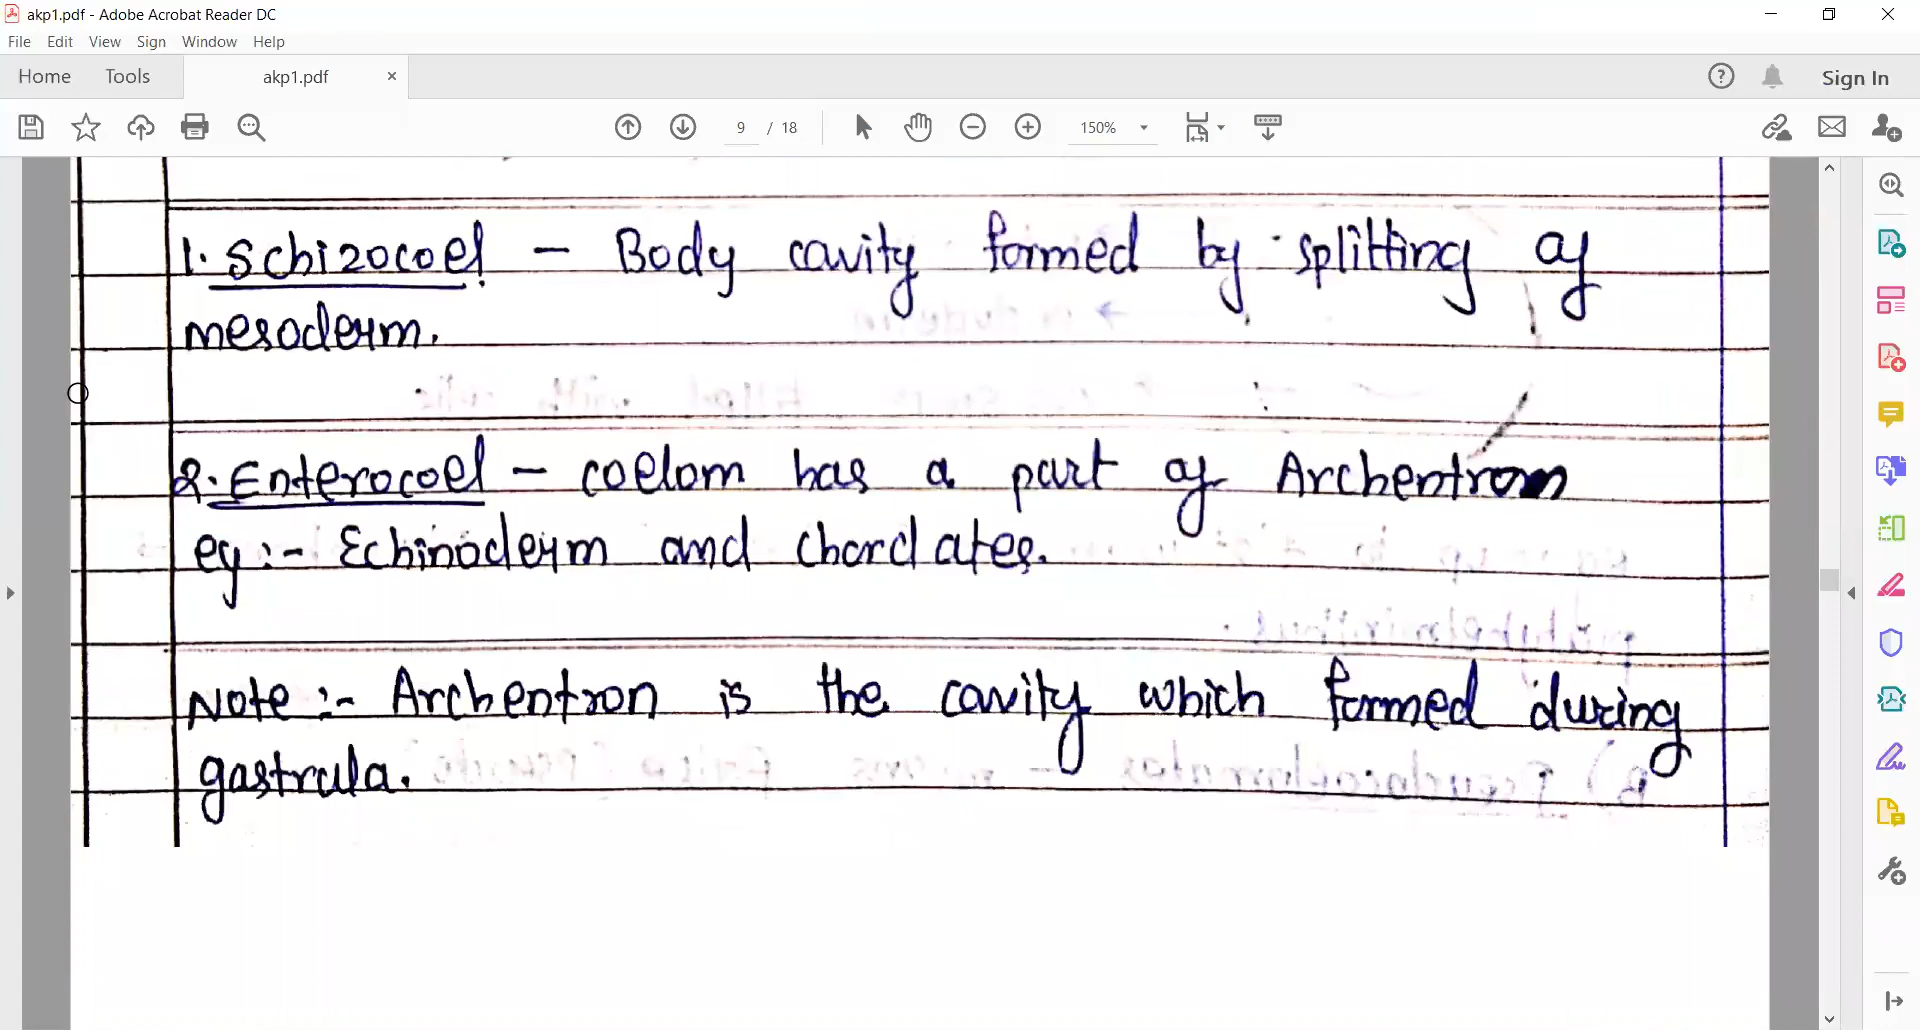 akp1.pdf - Adobe Acrobat Reader DC
File Edit View Sign Window Help
Home Tools akp1.pdf × Sign In
9 / 18 150%
1. Schizocoel - Body cavity formed by splitting of
mesoderm.
2. Enterocoel - coelom has a part of Archentron
eg :- Echinoderm and chordates.
Note :- Archentron is the cavity which formed during
gastrula.